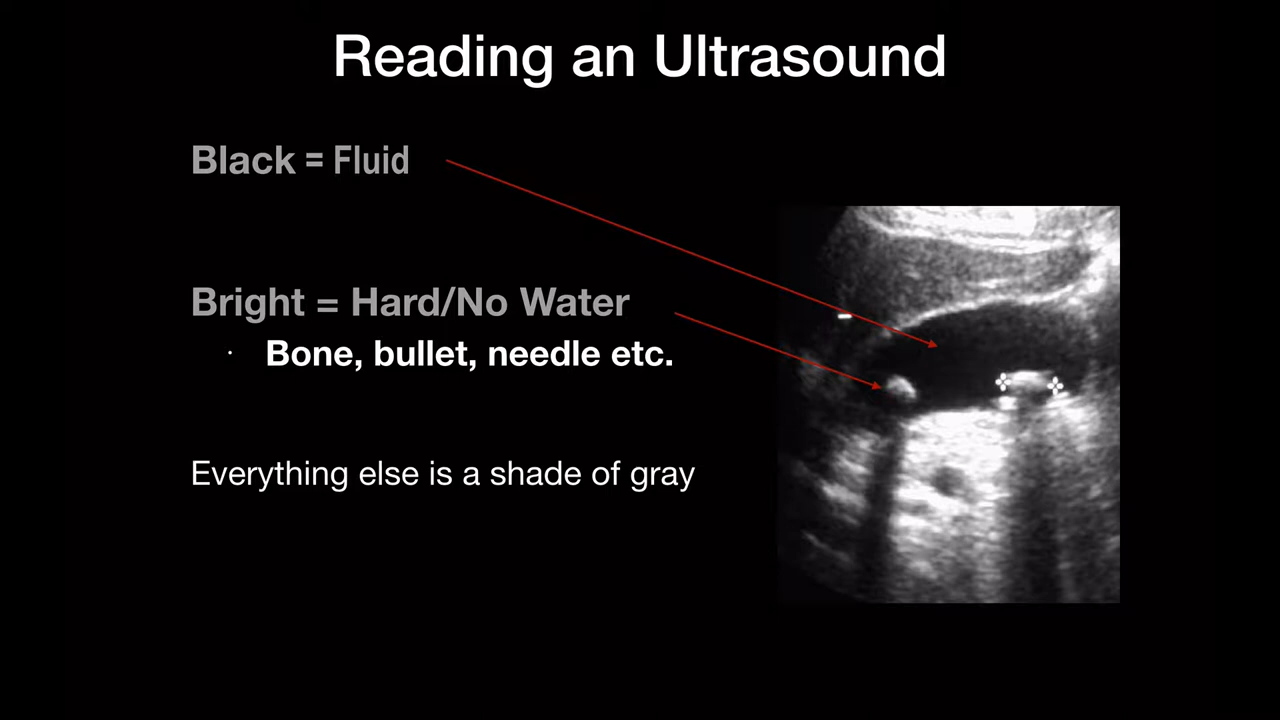 Reading an Ultrasound
Black = Fluid
Bright = Hard/No Water
· Bone, bullet, needle etc.
Everything else is a shade of gray